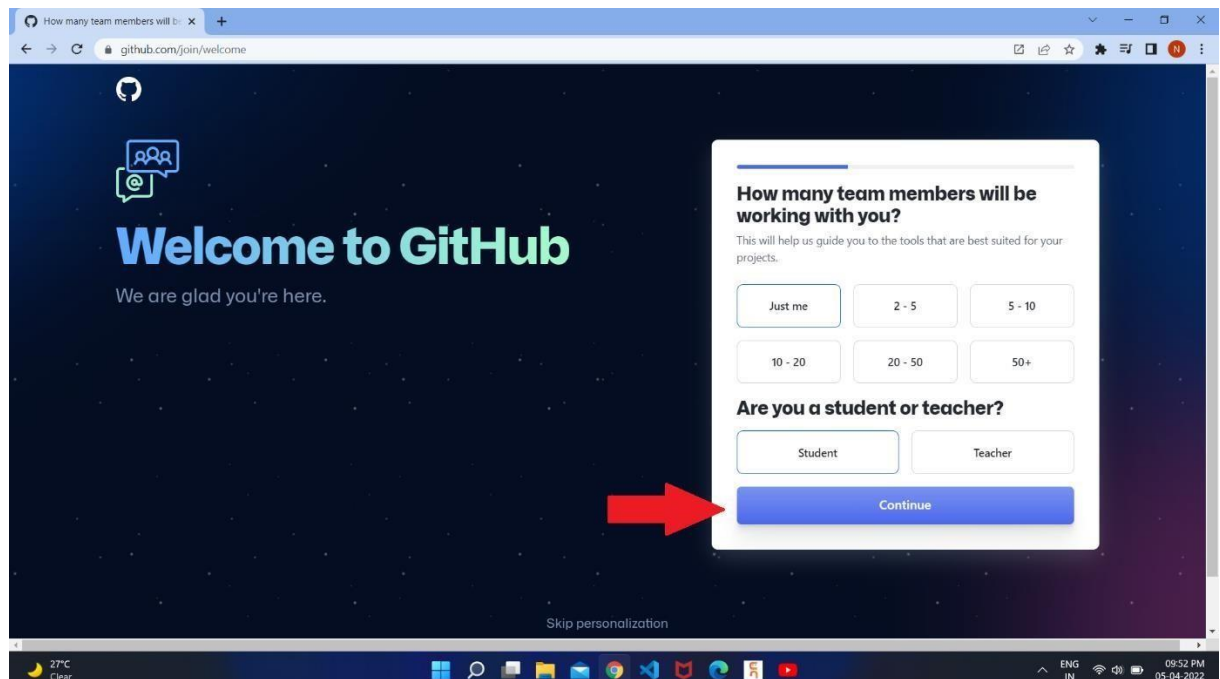 How many team members will b
github.com/join/welcome
N
@
Welcome to GitHub
We are glad you're here.
How many team members will be
working with you?
This will help us guide you to the tools that are best suited for your
projects.
Just me
2 - 5
5 - 10
10 - 20
20 - 50
50+
Are you a student or teacher?
Student
Teacher
Continue
Skip personalization
27°C
Clear
UC
ENG
IN
09:52 PM
05-04-2022